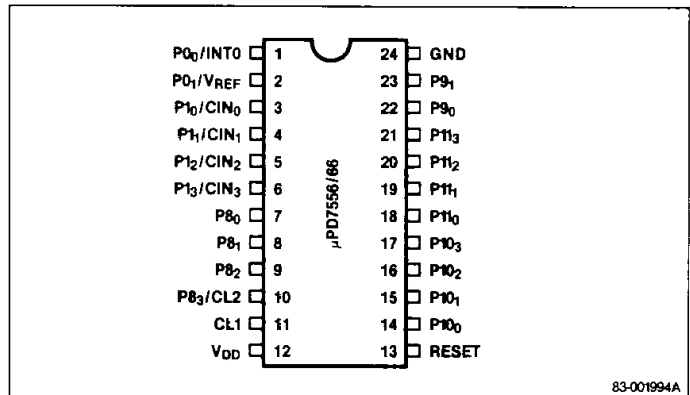 P0₀/INT0 1 24 GND
P0₁/VREF 2 23 P9₁
P1₀/CIN₀ 3 22 P9₀
P1₁/CIN₁ 4 21 P11₃
P1₂/CIN₂ 5 20 P11₂
P1₃/CIN₃ 6 19 P11₁
P8₀ 7 18 P11₀
P8₁ 8 17 P10₃
P8₂ 9 16 P10₂
P8₃/CL2 10 15 P10₁
CL1 11 14 P10₀
VDD 12 13 RESET
µPD7556/66
83-001994A